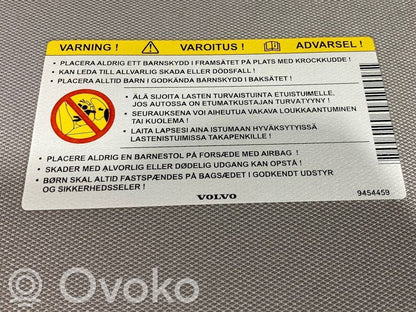 VARNING ! VAROITUS ! ADVARSEL !
• PLACERA ALDRIG ETT BARNSKYDD I FRAMSÄTET PÅ PLATS MED KROCKKUDDE !
• KAN LEDA TILL ALLVARLIG SKADA ELLER DÖDSFALL !
• PLACERA ALLTID BARN I GODKÄNDA BARNSKYDD I BAKSÄTET !
• ÄLÄ SIJOITA LASTEN TURVAISTUINTA ETUISTUIMELLE,
JOS AUTOSSA ON ETUMATKUSTAJAN TURVATYYNY !
• SEURAUKSENA VOI AIHEUTUA VAKAVA LOUKKAANTUMINEN
TAI KUOLEMA !
• LAITA LAPSESI AINA ISTUMAAN HYVÄKSYTYISSÄ
LASTENISTUIMISSA TAKAPENKILLE !
• PLACERE ALDRIG EN BARNESTOL PÅ FORSÆDE MED AIRBAG !
• SKADER MED ALVORLIG ELLER DØDELIG UDGANG KAN OPSTÅ !
• BØRN SKAL ALTID FASTSPÆNDES PÅ BAGSÆDET I GODKENDT UDSTYR
OG SIKKERHEDSSELER !
VOLVO
9454459
Ovoko
ovoko.com